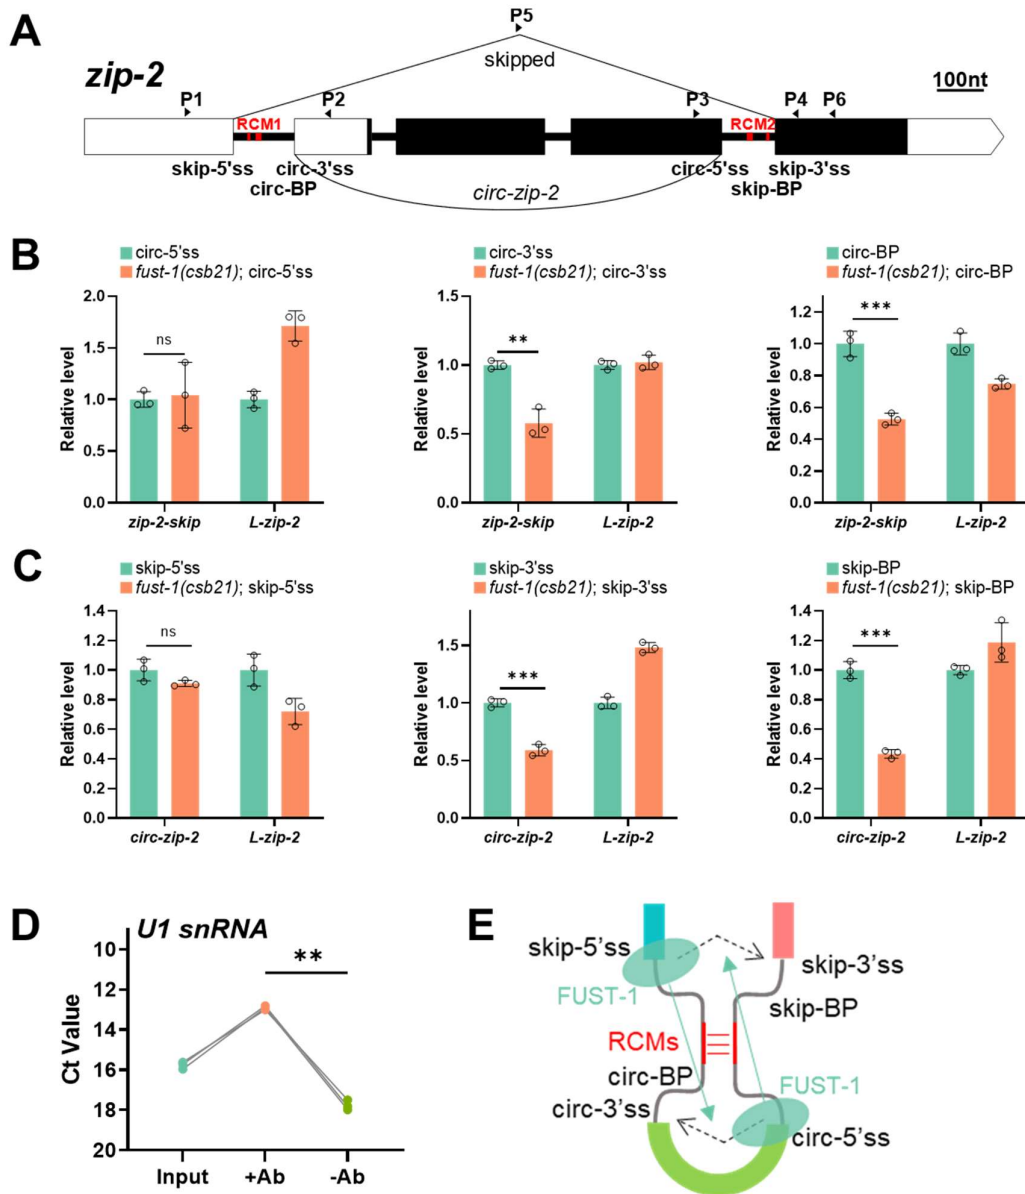 A
P5
skipped
zip-2
100nt
P1
P2
P3
P4
P6
RCM1
RCM2
skip-5'ss
circ-3'ss
circ-5'ss
skip-3'ss
circ-BP
skip-BP
circ-zip-2
B
circ-5'ss
fust-1(csb21); circ-5'ss
Relative level
2.0
1.5
1.0
0.5
0.0
ns
zip-2-skip
L-zip-2
circ-3'ss
fust-1(csb21); circ-3'ss
Relative level
1.5
1.0
0.5
0.0
**
zip-2-skip
L-zip-2
circ-BP
fust-1(csb21); circ-BP
Relative level
1.2
1.0
0.8
0.6
0.4
0.2
0.0
***
zip-2-skip
L-zip-2
C
skip-5'ss
fust-1(csb21); skip-5'ss
Relative level
1.4
1.2
1.0
0.8
0.6
0.4
0.2
0.0
ns
circ-zip-2
L-zip-2
skip-3'ss
fust-1(csb21); skip-3'ss
Relative level
1.5
1.0
0.5
0.0
***
circ-zip-2
L-zip-2
skip-BP
fust-1(csb21); skip-BP
Relative level
1.4
1.2
1.0
0.8
0.6
0.4
0.2
0.0
***
circ-zip-2
L-zip-2
D
U1 snRNA
Ct Value
10
12
14
16
18
20
**
Input
+Ab
-Ab
E
skip-5'ss
FUST-1
skip-3'ss
skip-BP
RCMs
circ-BP
circ-3'ss
FUST-1
circ-5'ss